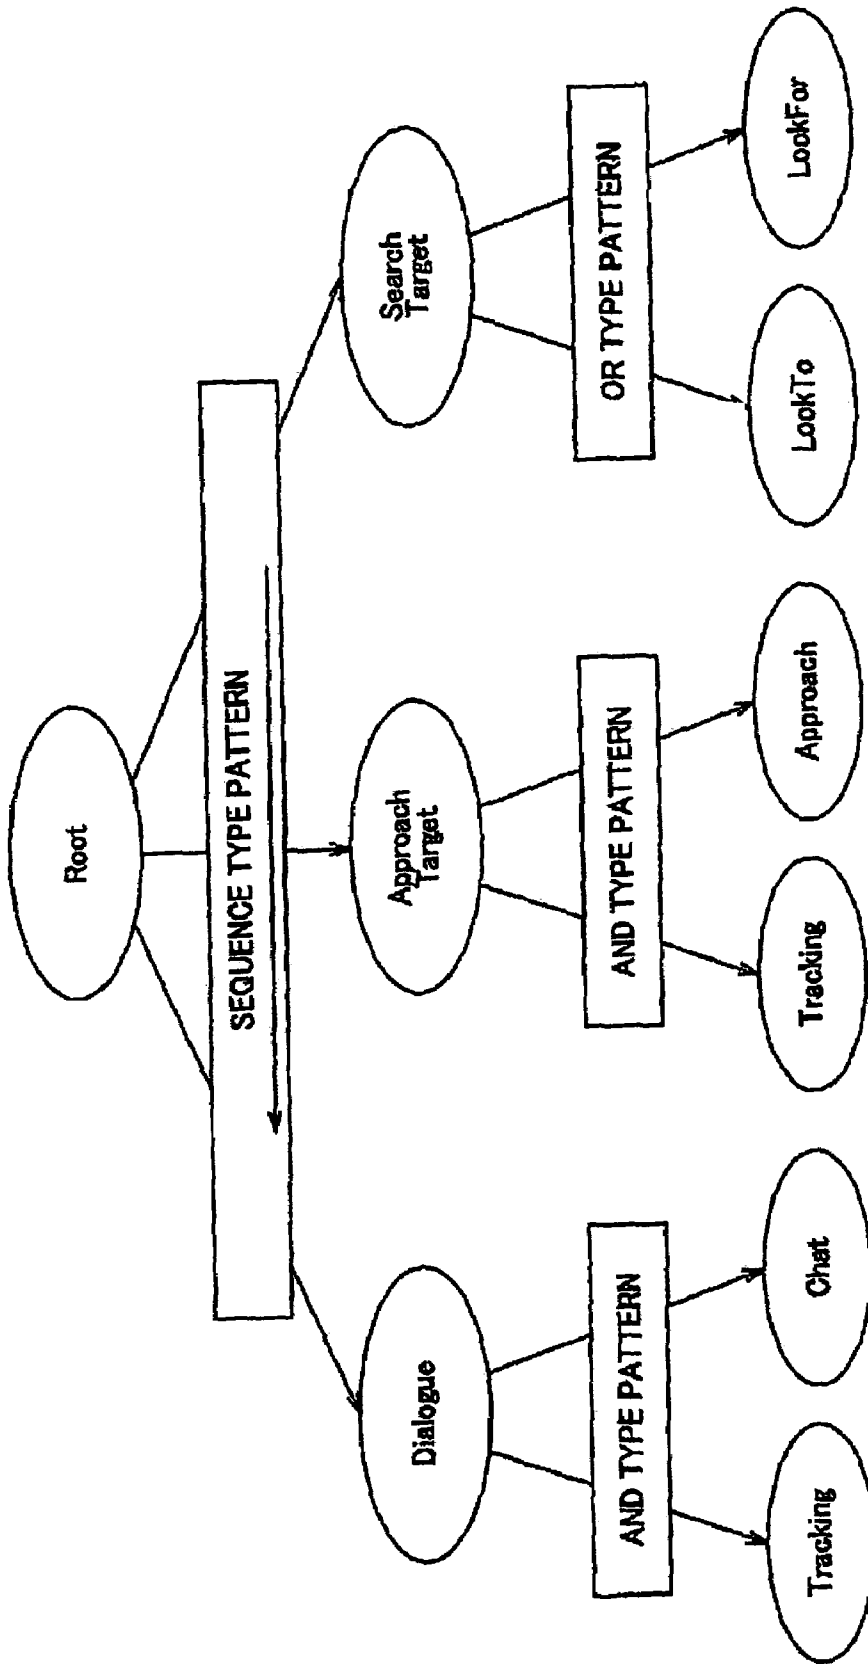 Root
SEQUENCE TYPE PATTERN
Dialogue
Approach
Target
Search
Target
AND TYPE PATTERN
AND TYPE PATTERN
OR TYPE PATTERN
Tracking
Chat
Tracking
Approach
LookTo
LookFor